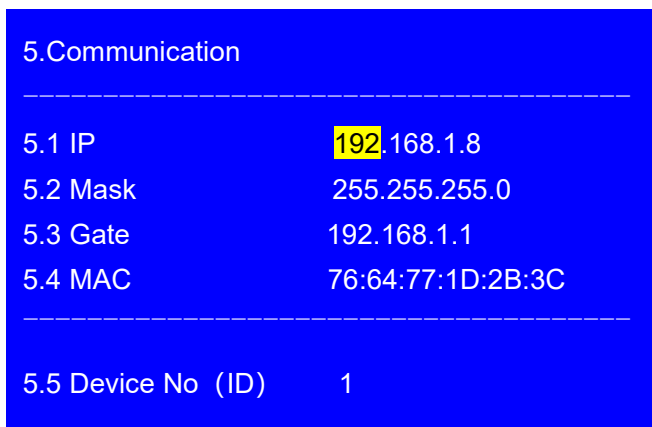 5.Communication
5.1 IP 192.168.1.8
5.2 Mask 255.255.255.0
5.3 Gate 192.168.1.1
5.4 MAC 76:64:77:1D:2B:3C
5.5 Device No（ID） 1